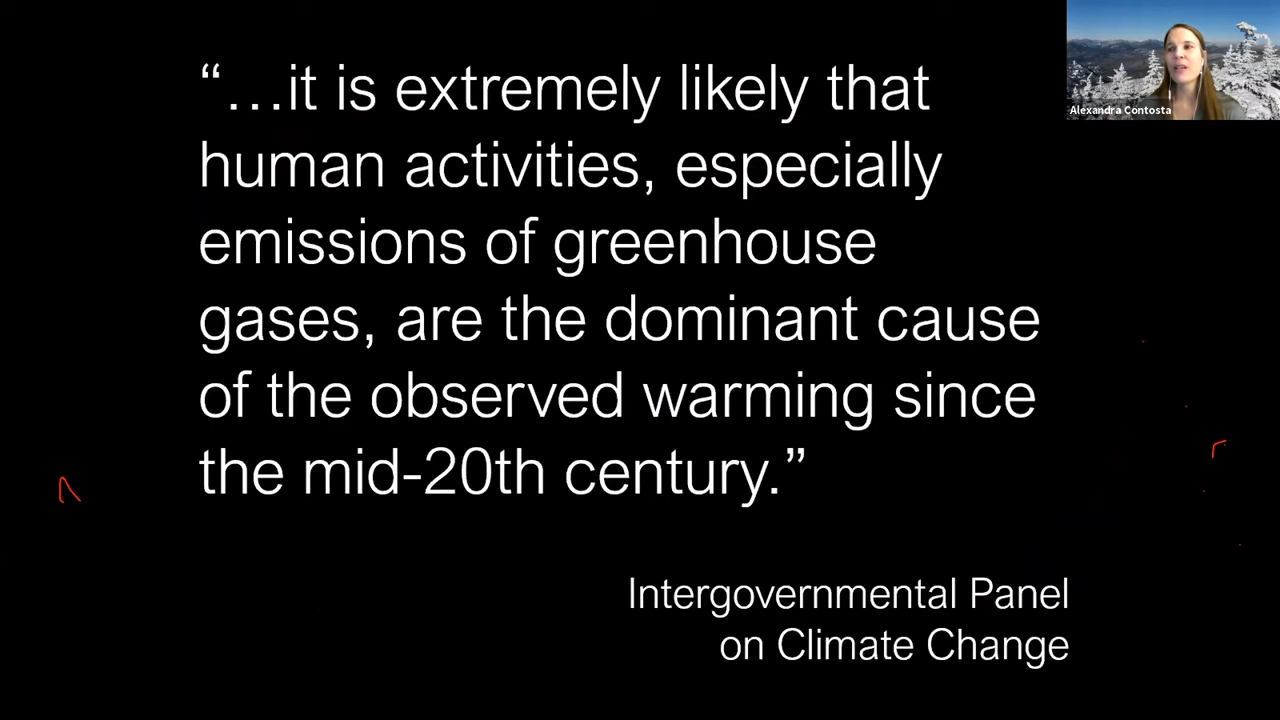 “…it is extremely likely that
human activities, especially
emissions of greenhouse
gases, are the dominant cause
of the observed warming since
the mid-20th century.”
Intergovernmental Panel
on Climate Change
Alexandra Contosta